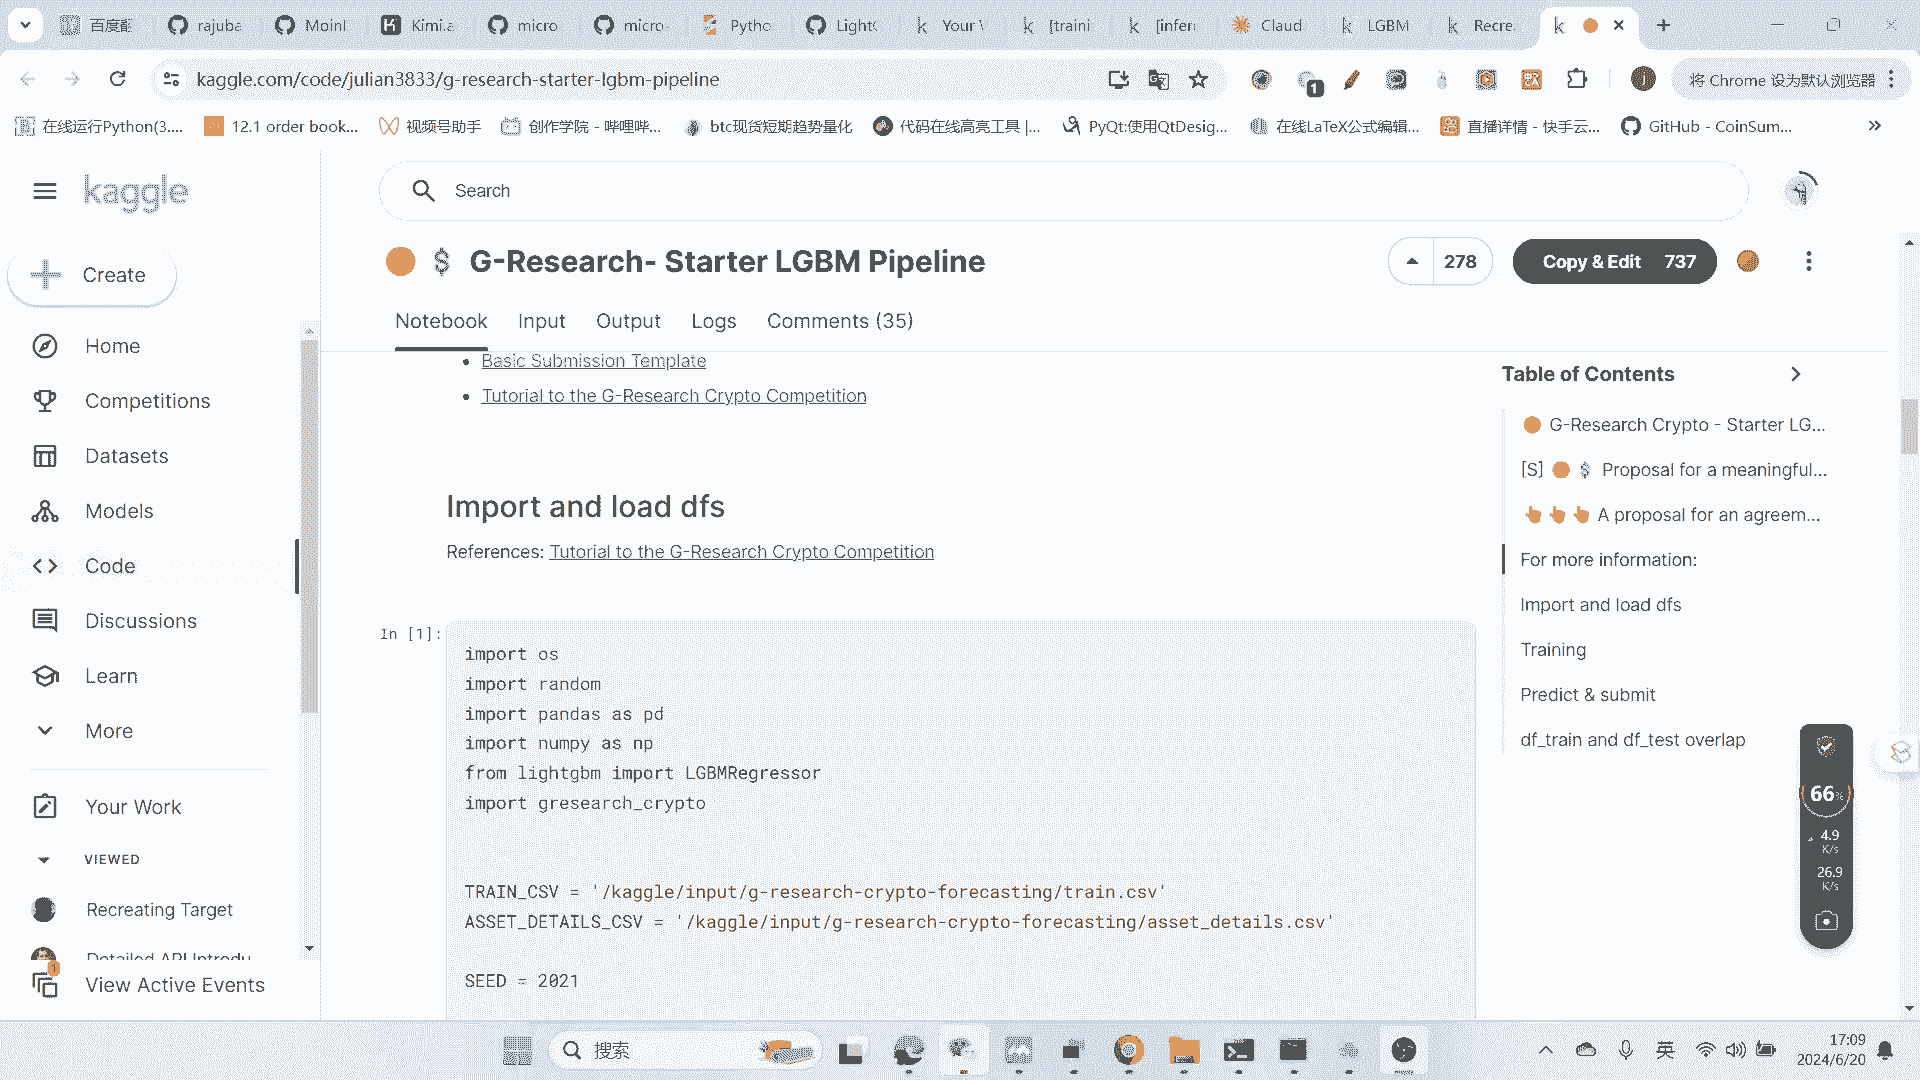 百度翻
rajuba
Moinl
Kimi.a
micro
micro
Pytho
Light
Your
[traini
[infer
Claud
LGBM
Recre
kaggle.com/code/julian3833/g-research-starter-lgbm-pipeline
1
将 Chrome 设为默认浏览器
在线运行Python(3....
12.1 order book...
视频号助手
创作学院 - 哔哩哔...
btc现货短期趋势量化
代码在线高亮工具 |...
PyQt:使用QtDesig...
在线LaTeX公式编辑...
直播详情 - 快手云...
GitHub - CoinSum...
kaggle
Search
Create
Home
Competitions
Datasets
Models
Code
Discussions
Learn
More
Your Work
VIEWED
Recreating Target
Detailed API Introdu
1
View Active Events
G-Research- Starter LGBM Pipeline
278
Copy & Edit 737
Notebook
Input
Output
Logs
Comments (35)
Basic Submission Template
Tutorial to the G-Research Crypto Competition
Import and load dfs
References: Tutorial to the G-Research Crypto Competition
In [1]:
import os
import random
import pandas as pd
import numpy as np
from lightgbm import LGBMRegressor
import gresearch_crypto
TRAIN_CSV = '/kaggle/input/g-research-crypto-forecasting/train.csv'
ASSET_DETAILS_CSV = '/kaggle/input/g-research-crypto-forecasting/asset_details.csv'
SEED = 2021
Table of Contents
G-Research Crypto - Starter LG...
[S] $ Proposal for a meaningful...
A proposal for an agreem...
For more information:
Import and load dfs
Training
Predict & submit
df_train and df_test overlap
66%
4.9
K/s
26.9
K/s
搜索
英
17:09
2024/6/20